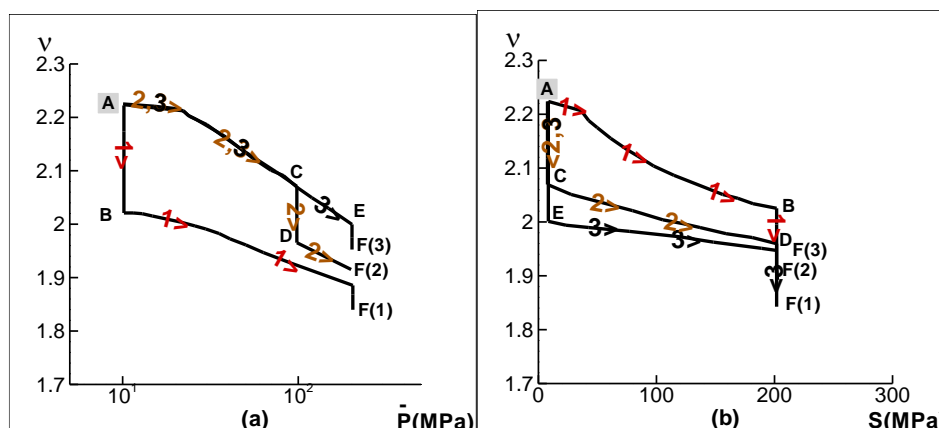 ν
2.3
2.2
2.1
2
1.9
1.8
1.7
A
B
C
D
E
F(3)
F(2)
F(1)
2,3
2,3
3
1
1
1
2
2
10¹
10²
(a)
P̄(MPa)
ν
2.3
2.2
2.1
2
1.9
1.8
1.7
A
C
E
B
D
F(3)
F(2)
F(1)
1
1
1
2,3
2
2
3
3
3
0
100
200
300
(b)
S(MPa